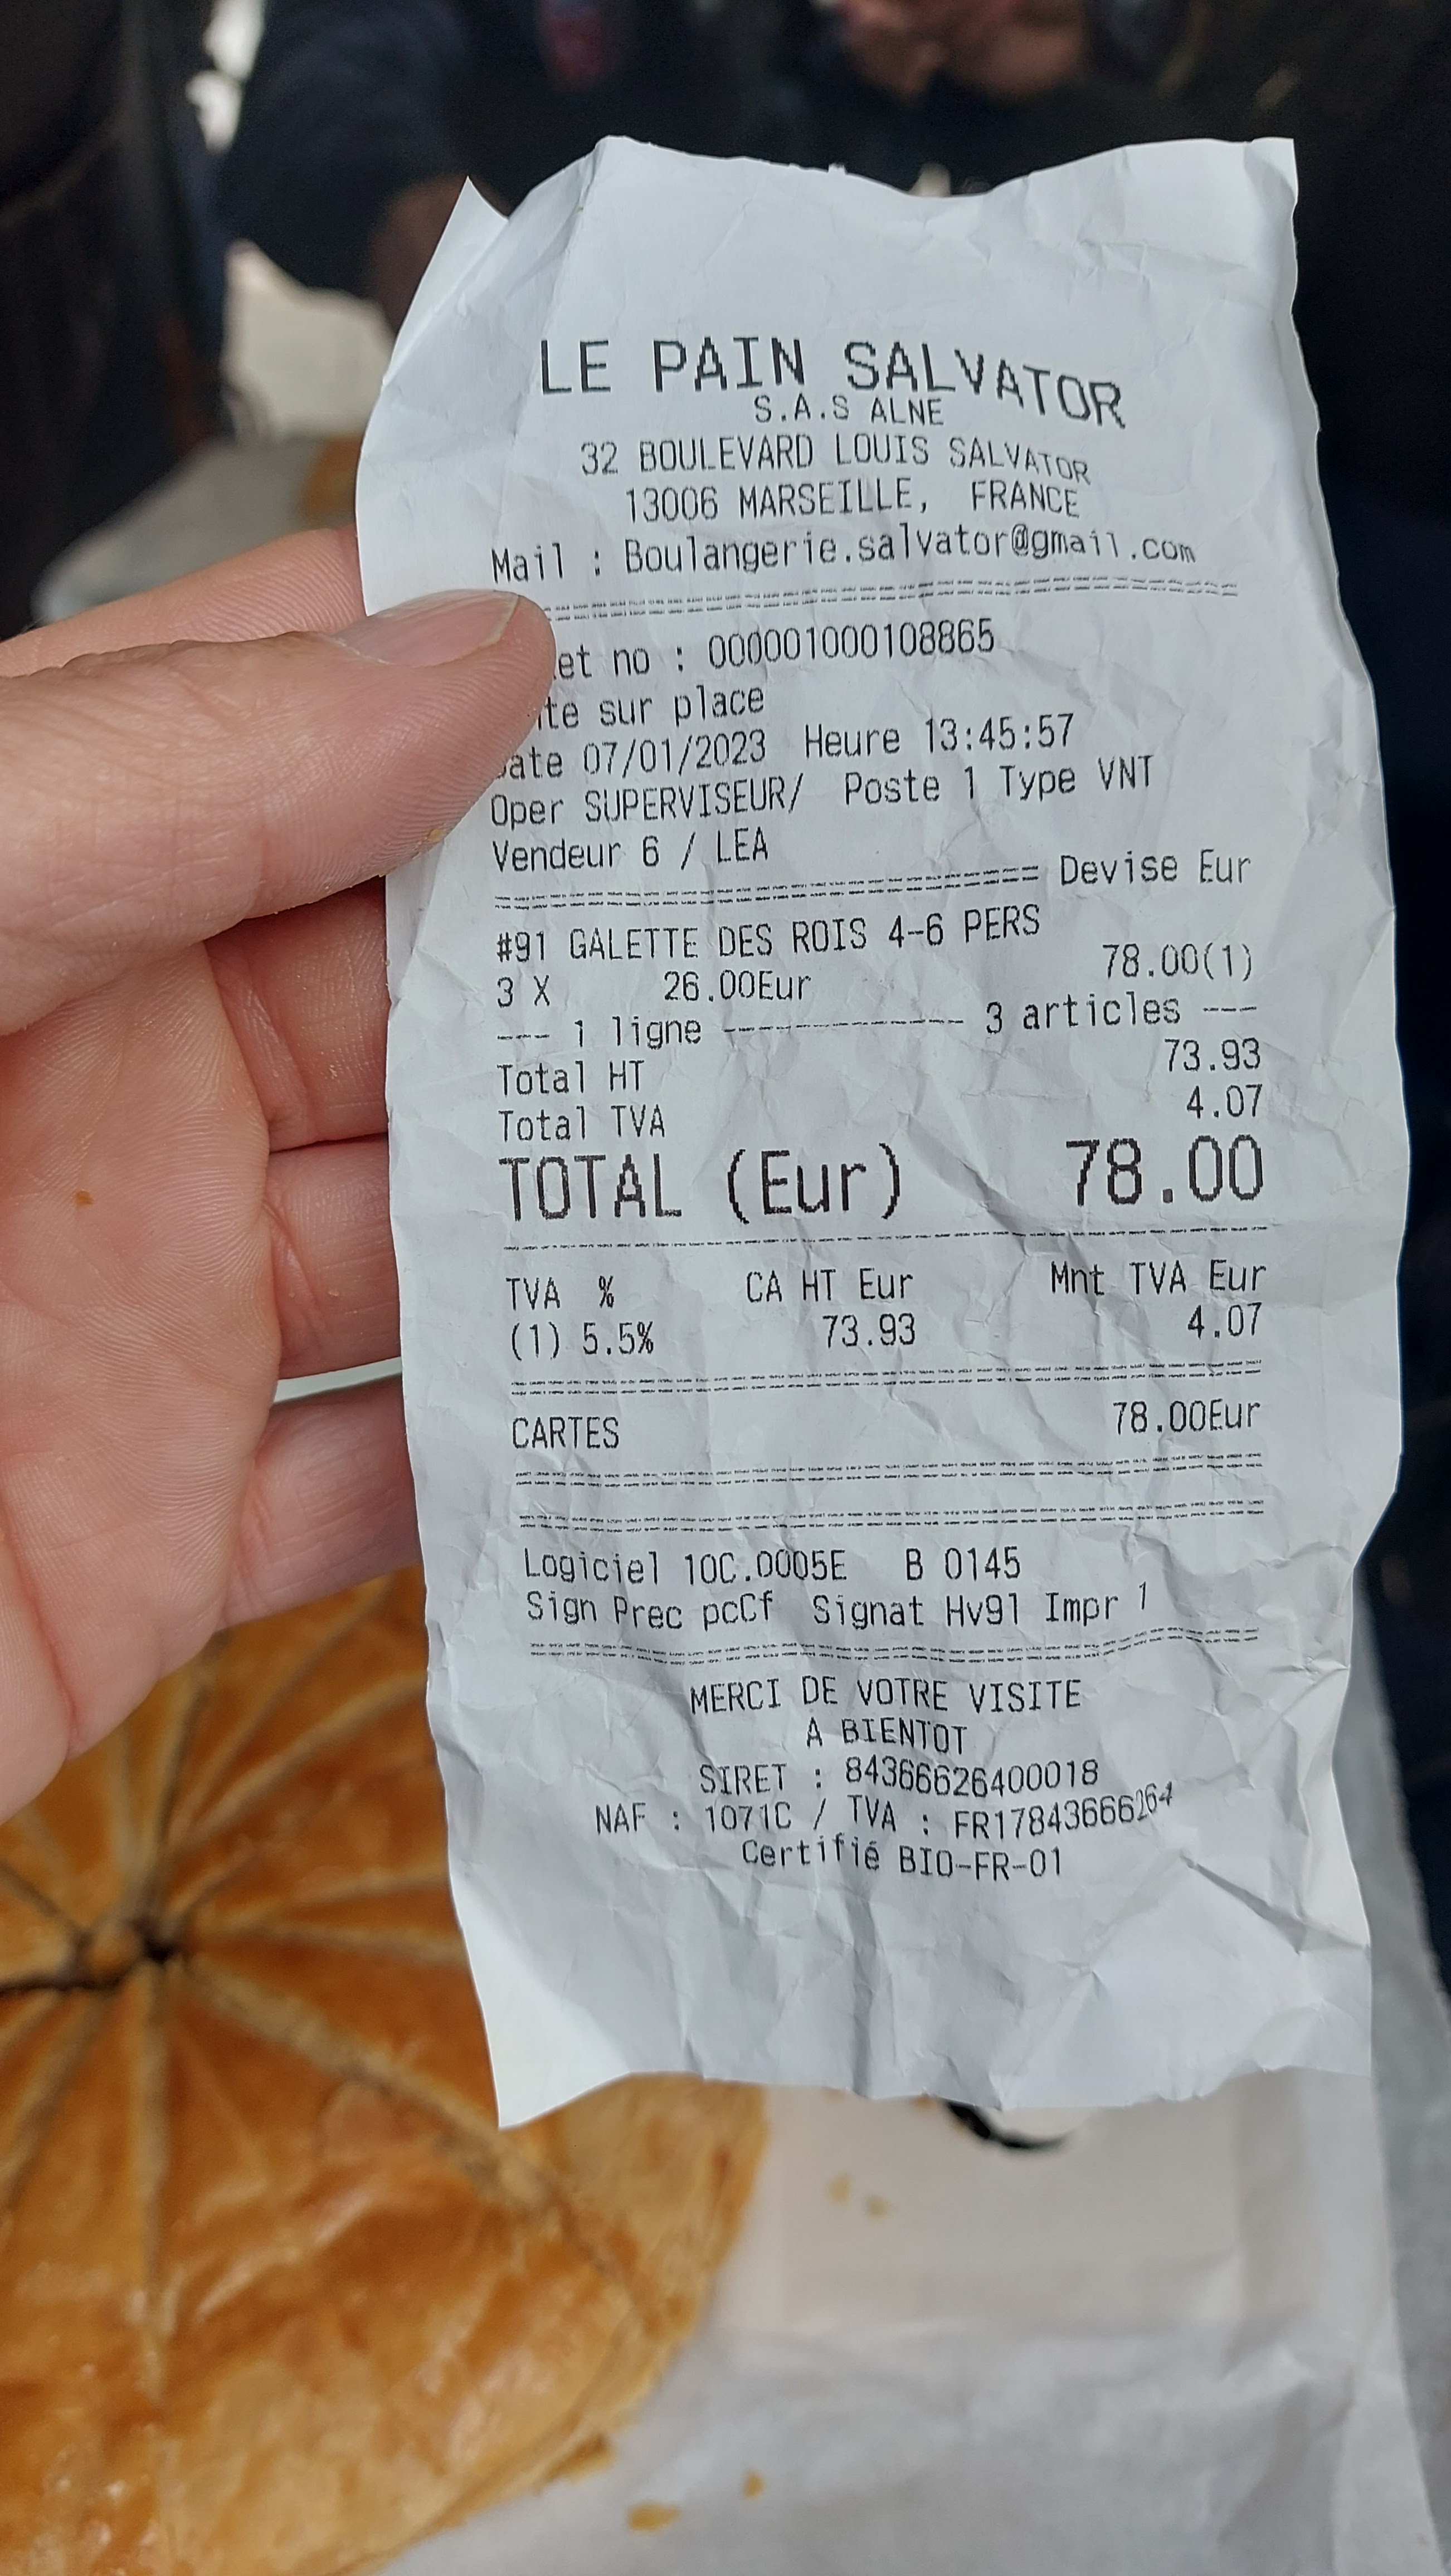 LE PAIN SALVATOR
S.A.S ALNE
32 BOULEVARD LOUIS SALVATOR
13006 MARSEILLE, FRANCE
Mail : Boulangerie.salvator@gmail.com
et no : 000001000108865
te sur place
ate 07/01/2023 Heure 13:45:57
Oper SUPERVISEUR/ Poste 1 Type VNT
Vendeur 6 / LEA
============================== Devise Eur
#91 GALETTE DES ROIS 4-6 PERS
3 X 26.00Eur 78.00(1)
--- 1 ligne ------------- 3 articles ---
Total HT 73.93
Total TVA 4.07
TOTAL (Eur) 78.00
TVA % CA HT Eur Mnt TVA Eur
(1) 5.5% 73.93 4.07
CARTES 78.00Eur
Logiciel 10C.0005E B 0145
Sign Prec pcCf Signat Hv9l Impr 1
MERCI DE VOTRE VISITE
A BIENTOT
SIRET : 84366626400018
NAF : 1071C / TVA : FR17843666264
Certifié BIO-FR-01